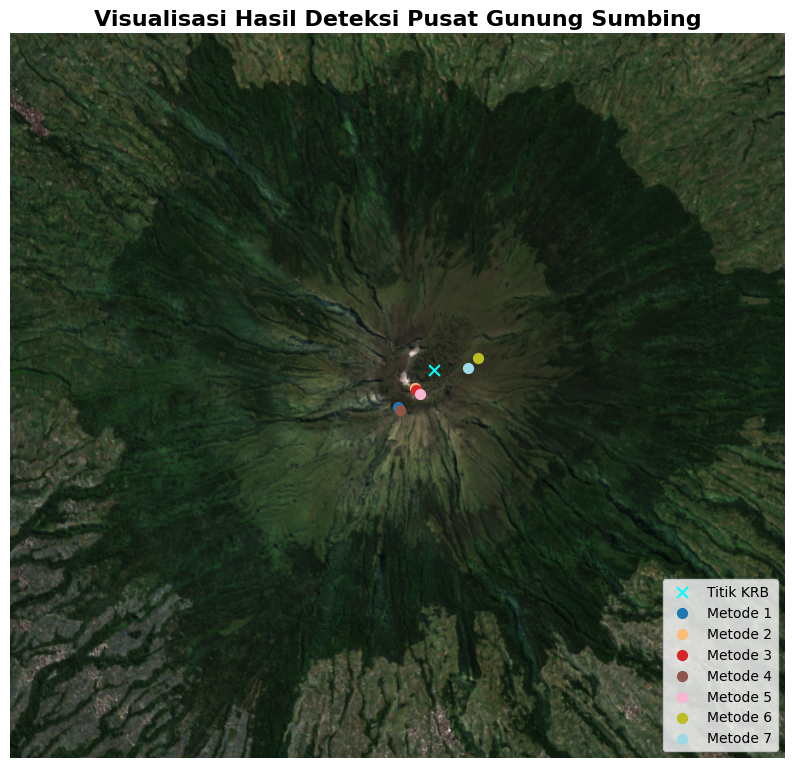 Visualisasi Hasil Deteksi Pusat Gunung Sumbing
Titik KRB
Metode 1
Metode 2
Metode 3
Metode 4
Metode 5
Metode 6
Metode 7